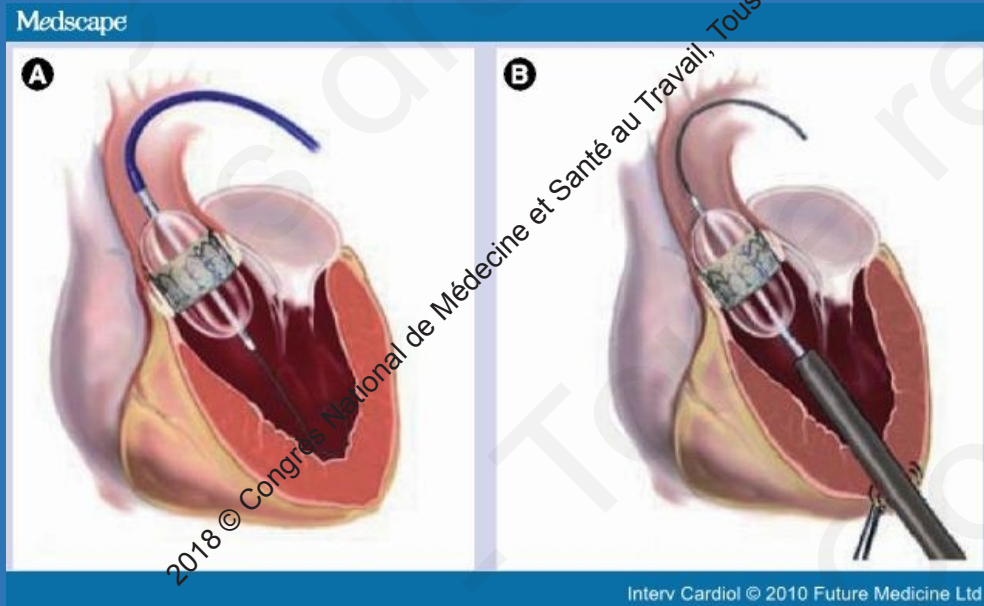 Medscape
A
B
2018 © Congrès National de Médecine et Santé au Travail, Tous
Interv Cardiol © 2010 Future Medicine Ltd